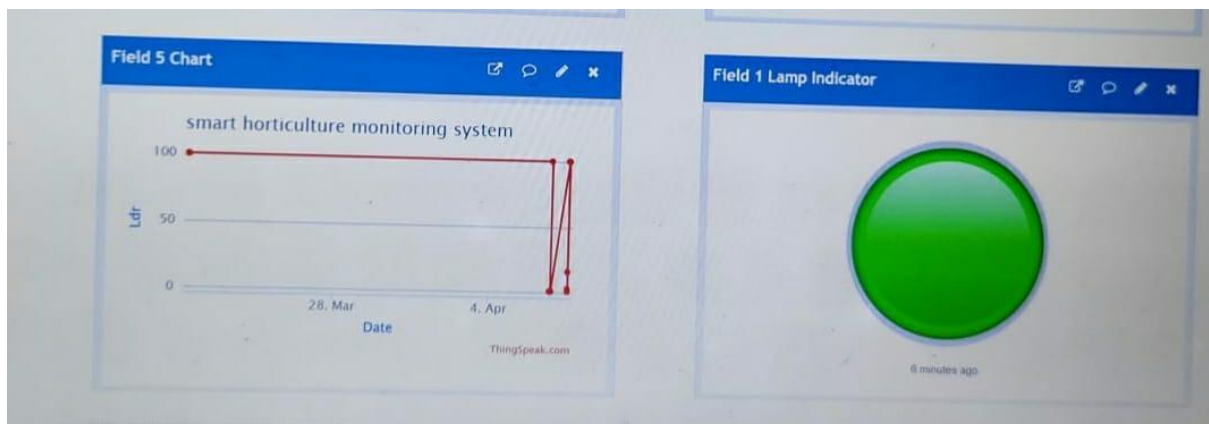 Field 5 Chart
smart horticulture monitoring system
100
Ldr
50
0
28. Mar
4. Apr
Date
ThingSpeak.com
Field 1 Lamp Indicator
6 minutes ago